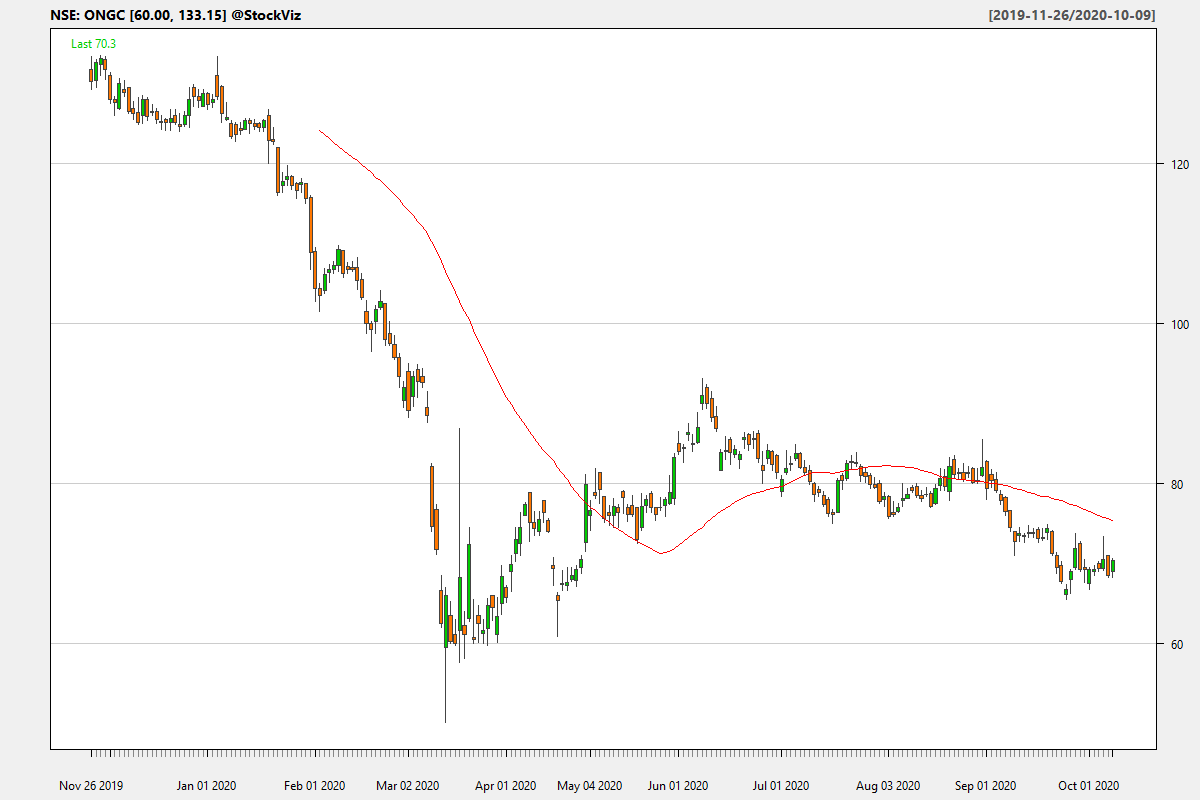 NSE: ONGC [60.00, 133.15] @StockViz
[2019-11-26/2020-10-09]
Last 70.3
120
100
80
60
Nov 26 2019 Jan 01 2020 Feb 01 2020 Mar 02 2020 Apr 01 2020 May 04 2020 Jun 01 2020 Jul 01 2020 Aug 03 2020 Sep 01 2020 Oct 01 2020